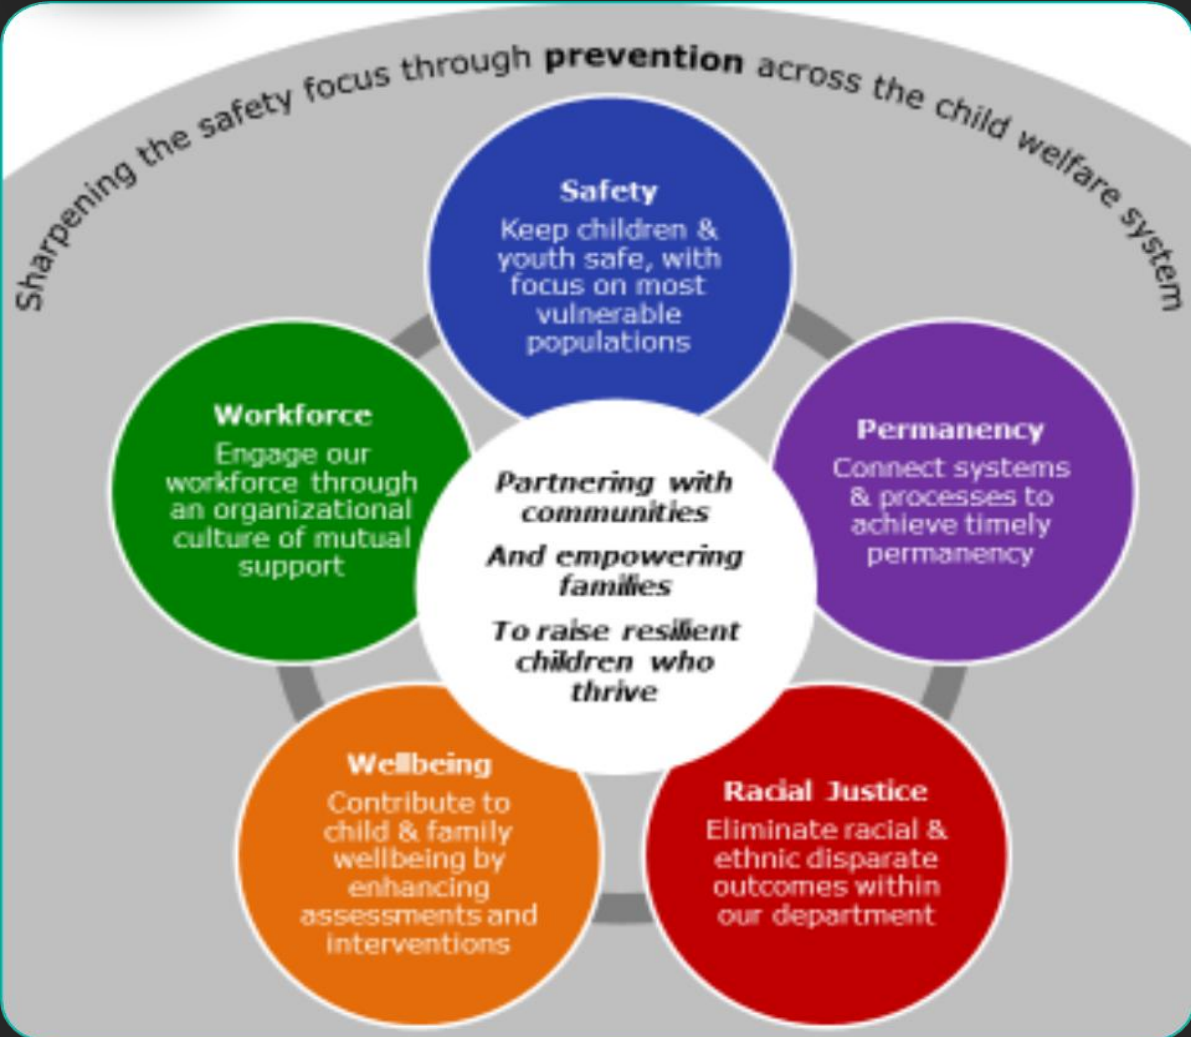 Sharpening the safety focus through prevention across the child welfare system
Safety
Keep children &
youth safe, with
focus on most
vulnerable
populations
Workforce
Engage our
workforce through
an organizational
culture of mutual
support
Partnering with
communities
And empowering
families
To raise resilient
children who
thrive
Permanency
Connect systems
& processes to
achieve timely
permanency
Wellbeing
Contribute to
child & family
wellbeing by
enhancing
assessments and
interventions
Racial Justice
Eliminate racial &
ethnic disparate
outcomes within
our department